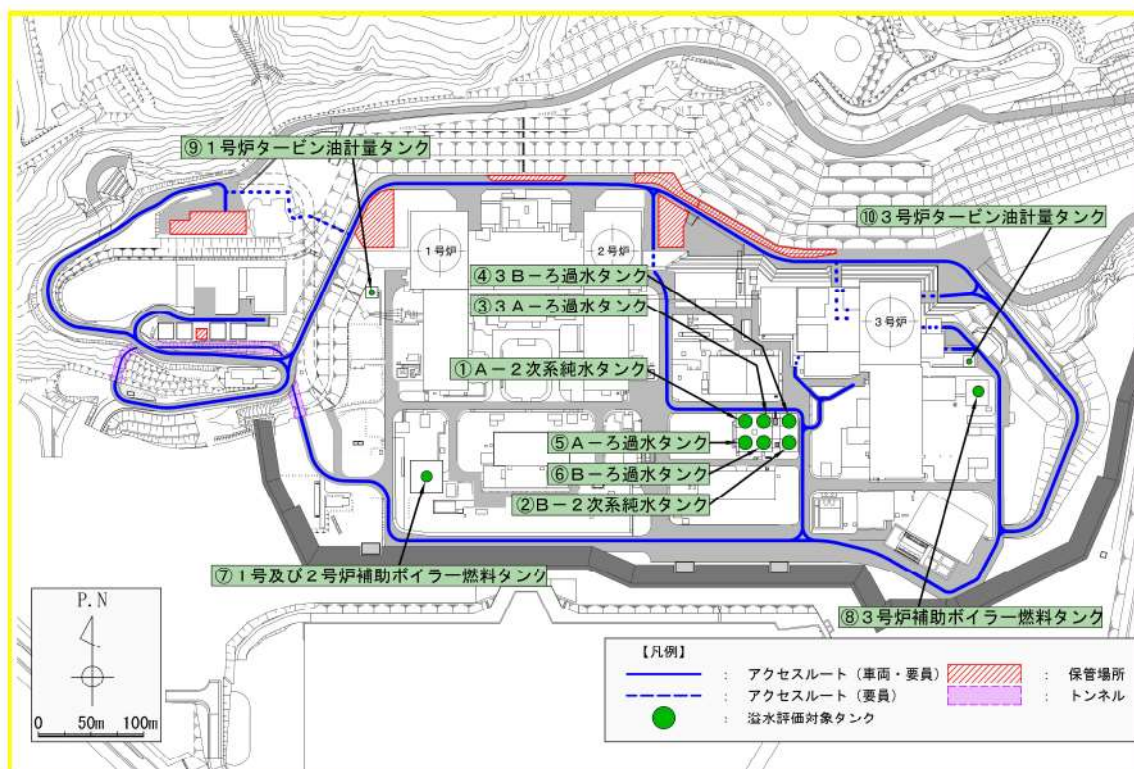 ⑨1号炉タービン油計量タンク
⑩3号炉タービン油計量タンク
1号炉
2号炉
④3B－ろ過水タンク
③3A－ろ過水タンク
3号炉
①A－2次系純水タンク
⑤A－ろ過水タンク
⑥B－ろ過水タンク
②B－2次系純水タンク
⑦1号及び2号炉補助ボイラー燃料タンク
⑧3号炉補助ボイラー燃料タンク
P.N
0 50m 100m
【凡例】
： アクセスルート（車両・要員） ： 保管場所
： アクセスルート（要員） ： トンネル
： 溢水評価対象タンク